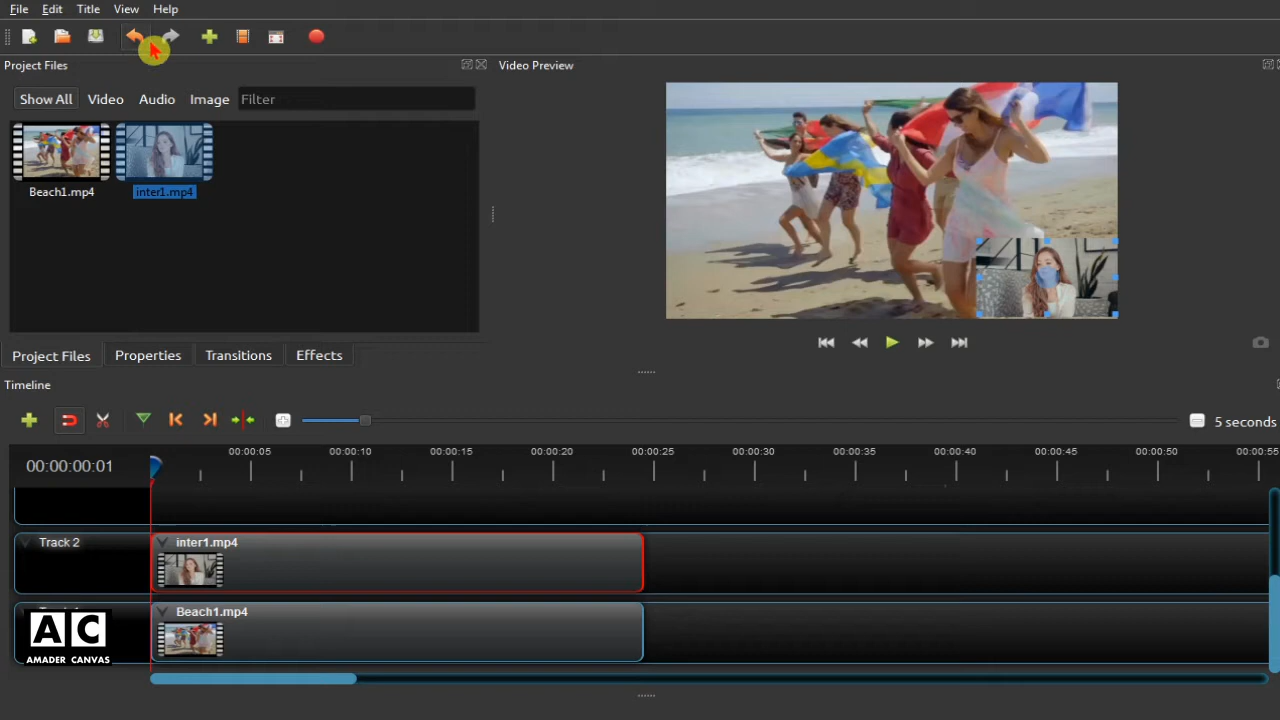 File Edit Title View Help
Project Files
Video Preview
Show All Video Audio Image Filter
Beach1.mp4
inter1.mp4
Project Files Properties Transitions Effects
Timeline
5 seconds
00:00:00:01
00:00:05 00:00:10 00:00:15 00:00:20 00:00:25 00:00:30 00:00:35 00:00:40 00:00:45 00:00:50 00:00:55
Track 2
inter1.mp4
Beach1.mp4
AC
AMADER CANVAS